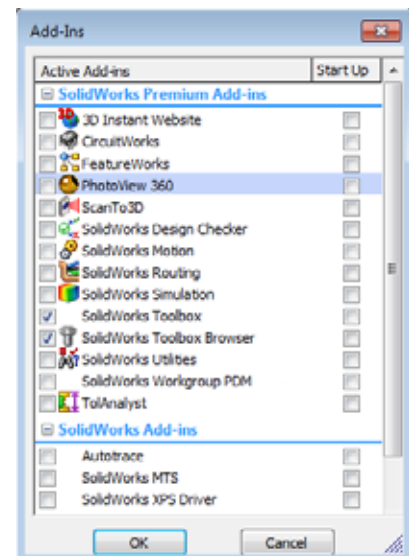 Add-Ins
Active Add-ins Start Up
SolidWorks Premium Add-ins
3D Instant Website
CircuitWorks
FeatureWorks
PhotoView 360
ScanTo3D
SolidWorks Design Checker
SolidWorks Motion
SolidWorks Routing
SolidWorks Simulation
SolidWorks Toolbox
SolidWorks Toolbox Browser
SolidWorks Utilities
SolidWorks Workgroup PDM
TolAnalyst
SolidWorks Add-ins
Autotrace
SolidWorks MTS
SolidWorks XPS Driver
OK Cancel